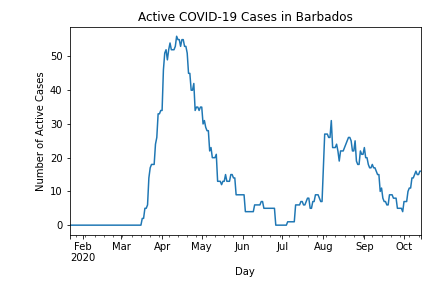 Active COVID-19 Cases in Barbados
Number of Active Cases
50
40
30
20
10
0
Feb Mar Apr May Jun Jul Aug Sep Oct
2020
Day